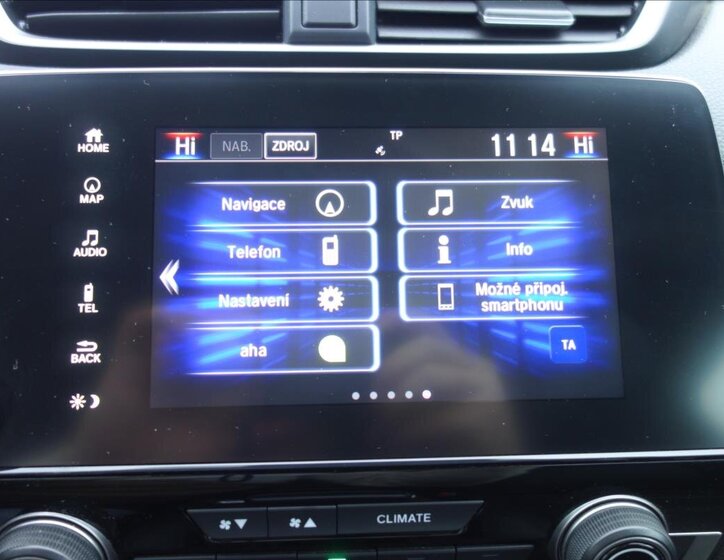 HOME
MAP
AUDIO
TEL
BACK
Hi NAB. ZDROJ TP 11 14 Hi
Navigace
Zvuk
Telefon
Info
Nastavení
Možné připoj.
smartphonu
aha
TA
CLIMATE